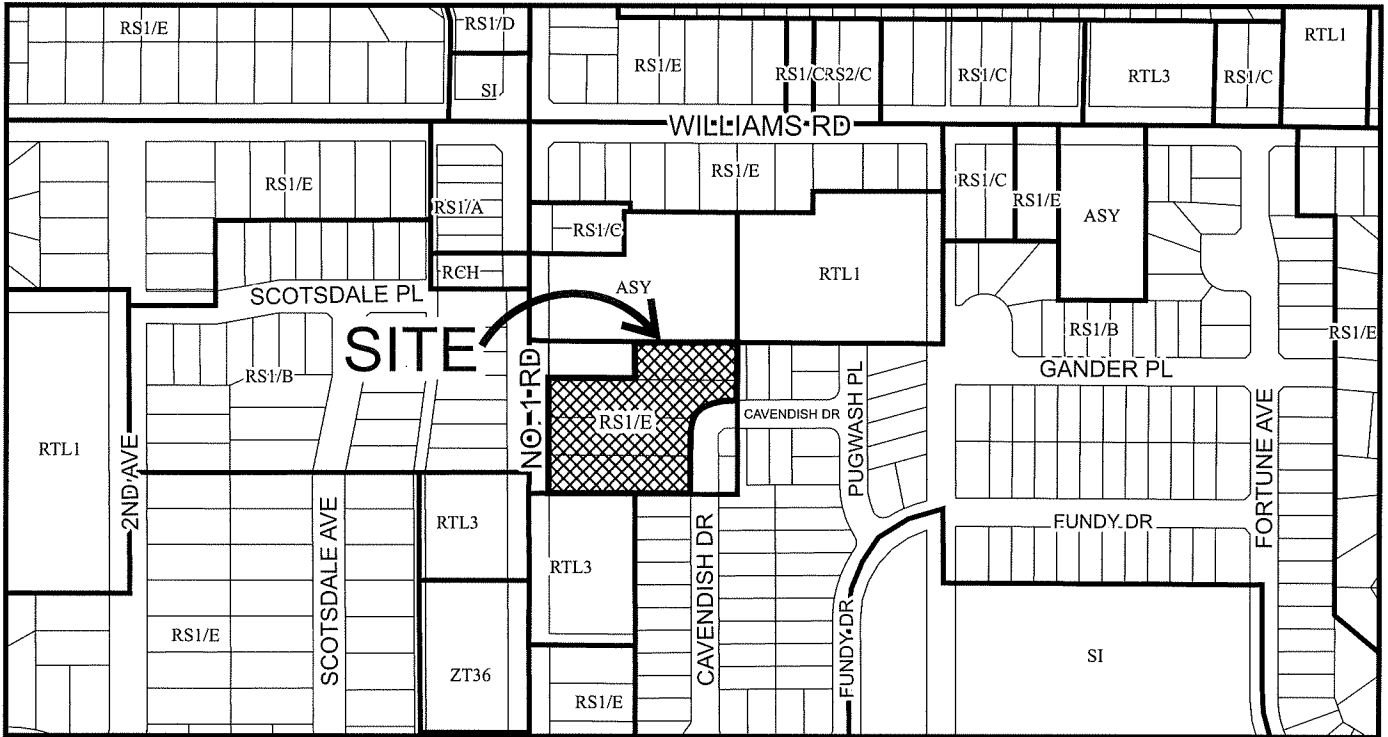 RS1/E
RS1/D
SI
RS1/E
RS1/C
RS2/C
RS1/C
RTL3
RS1/C
RTL1
WILLIAMS RD
RS1/E
RS1/A
RS1/E
RS1/C
RS1/C
RS1/E
ASY
RCH
ASY
RTL1
SCOTSDALE PL
SITE
RS1/B
RS1/B
RS1/E
GANDER PL
NO. 1 RD
RS1/E
CAVENDISH DR
PUGWASH PL
RTL1
2ND AVE
SCOTSDALE AVE
RTL3
RTL3
CAVENDISH DR
FUNDY DR
FUNDY DR
FORTUNE AVE
RS1/E
ZT36
RS1/E
SI